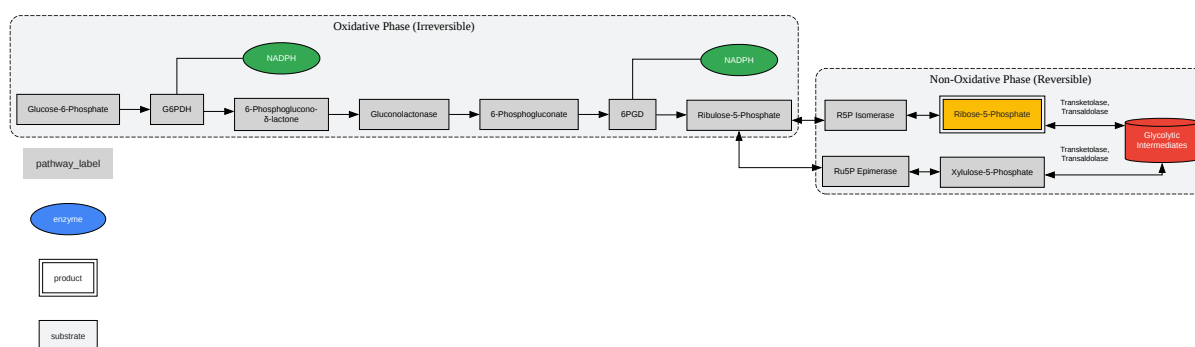 Oxidative Phase (Irreversible)
NADPH
NADPH
Glucose-6-Phosphate
G6PDH
6-Phosphoglucono-
δ-lactone
Gluconolactonase
6-Phosphogluconate
6PGD
Ribulose-5-Phosphate
Non-Oxidative Phase (Reversible)
R5P Isomerase
Ribose-5-Phosphate
Transketolase,
Transaldolase
Glycolytic
Intermediates
Ru5P Epimerase
Xylulose-5-Phosphate
Transketolase,
Transaldolase
pathway_label
enzyme
product
substrate